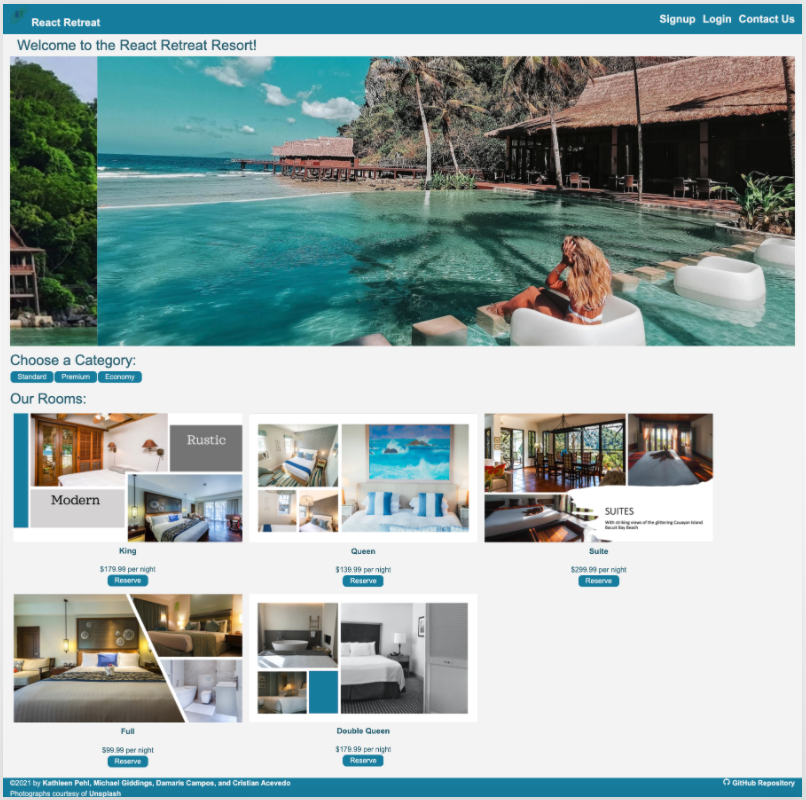 React Retreat
Signup Login Contact Us
Welcome to the React Retreat Resort!
Choose a Category:
Standard Premium Economy
Our Rooms:
Rustic
Modern
SUITES
With striking views of the glittering Cauayan Island
Bacuit Bay Beach
King
Queen
Suite
$179.99 per night
$139.99 per night
$299.99 per night
Reserve
Reserve
Reserve
Full
Double Queen
$99.99 per night
$179.99 per night
Reserve
Reserve
©2021 by Kathleen Pehl, Michael Giddings, Damaris Campos, and Cristian Acevedo
GitHub Repository
Photographs courtesy of Unsplash